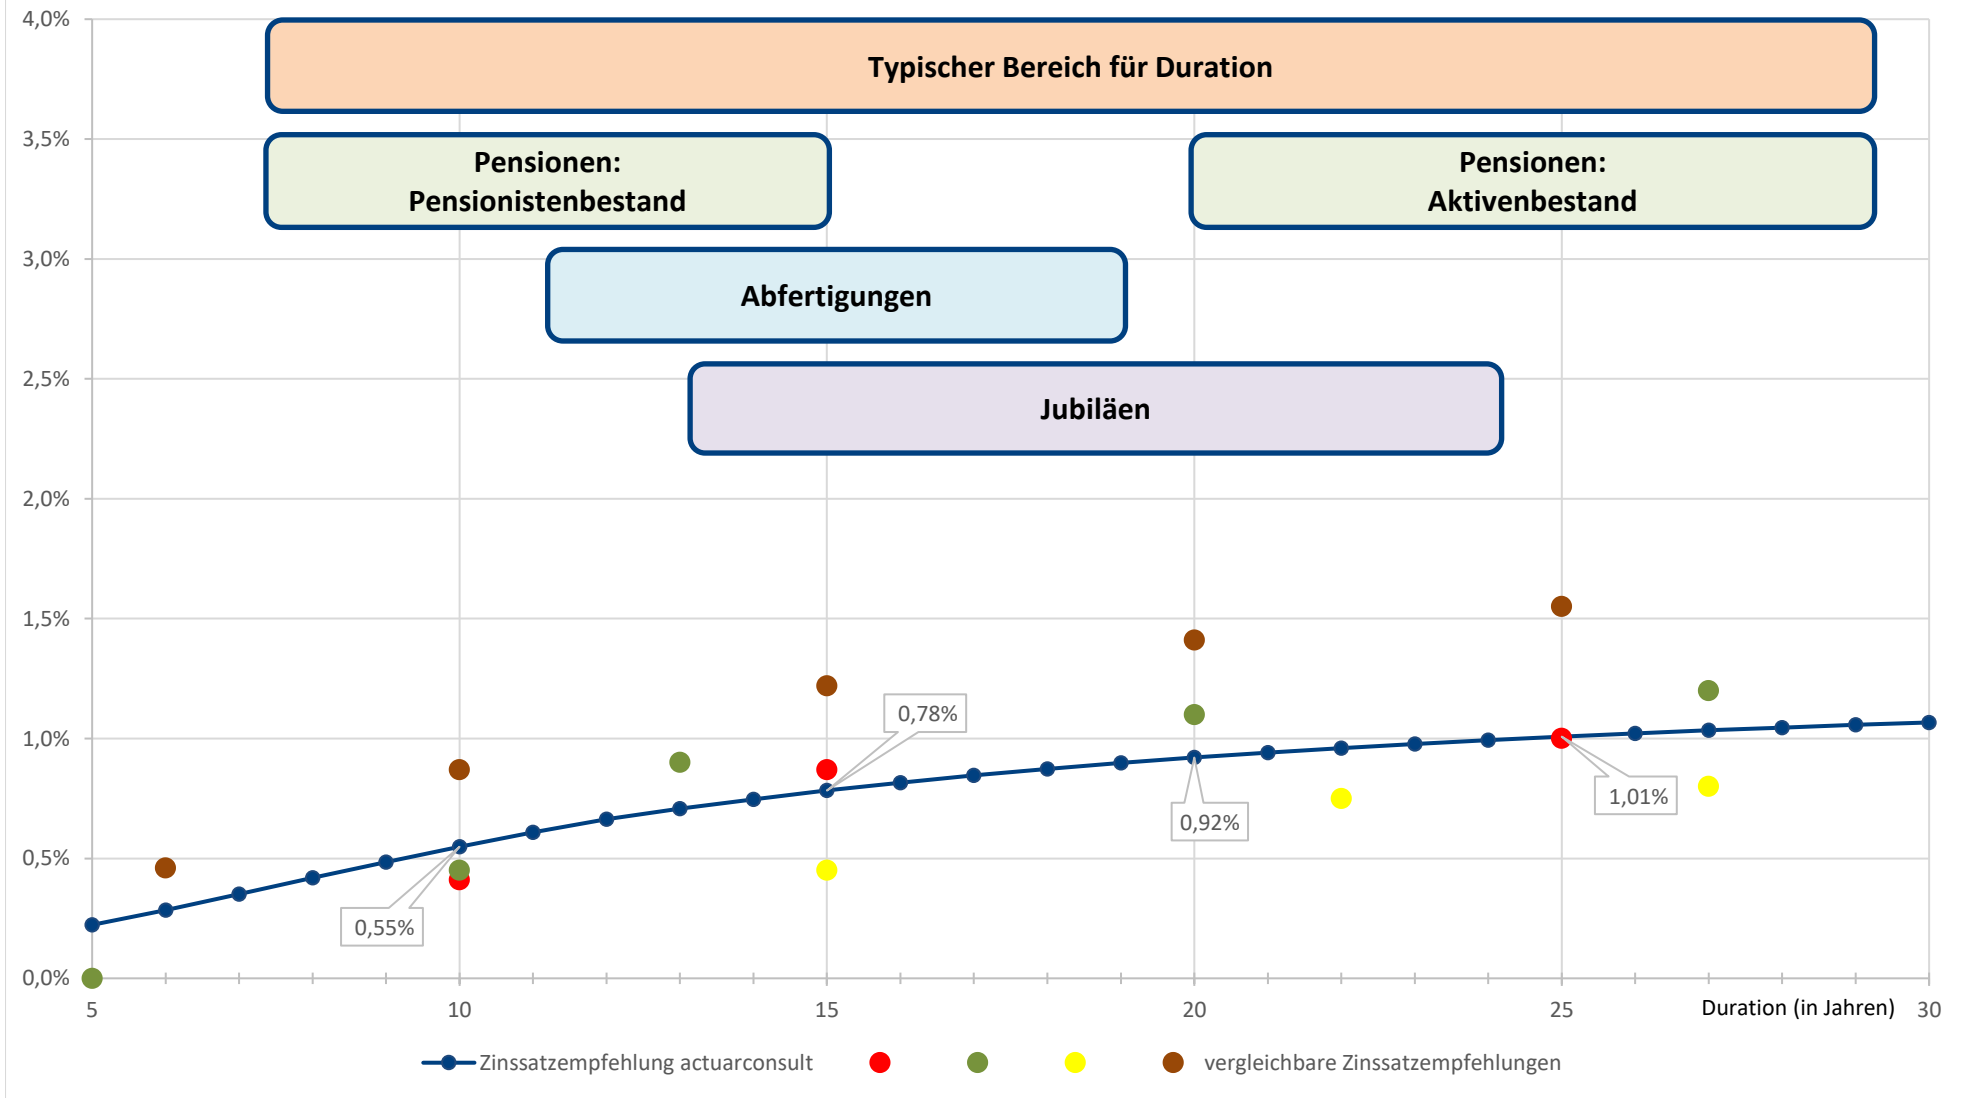 4,0%
Typischer Bereich für Duration
3,5%
Pensionen:
Pensionistenbestand
Pensionen:
Aktivenbestand
3,0%
Abfertigungen
2,5%
Jubiläen
2,0%
1,5%
1,0%
0,78%
0,92%
1,01%
0,5%
0,55%
0,0%
5
10
15
20
25
Duration (in Jahren)
30
Zinssatzempfehlung actuarconsult
vergleichbare Zinssatzempfehlungen